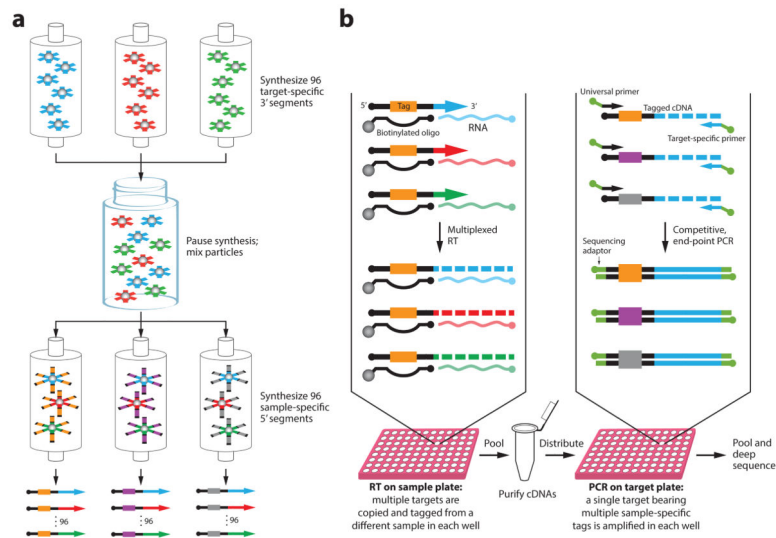 a
Synthesize 96
target-specific
3' segments
Pause synthesis;
mix particles
Synthesize 96
sample-specific
5' segments
96
96
96
b
5'
Tag
3'
Biotinylated oligo
RNA
Multiplexed
RT
Universal primer
Tagged cDNA
Target-specific primer
Competitive,
end-point PCR
Sequencing
adaptor
Pool
Purify cDNAs
Distribute
Pool and
deep
sequence
RT on sample plate:
multiple targets are
copied and tagged from a
different sample in each well
PCR on target plate:
a single target bearing
multiple sample-specific
tags is amplified in each well